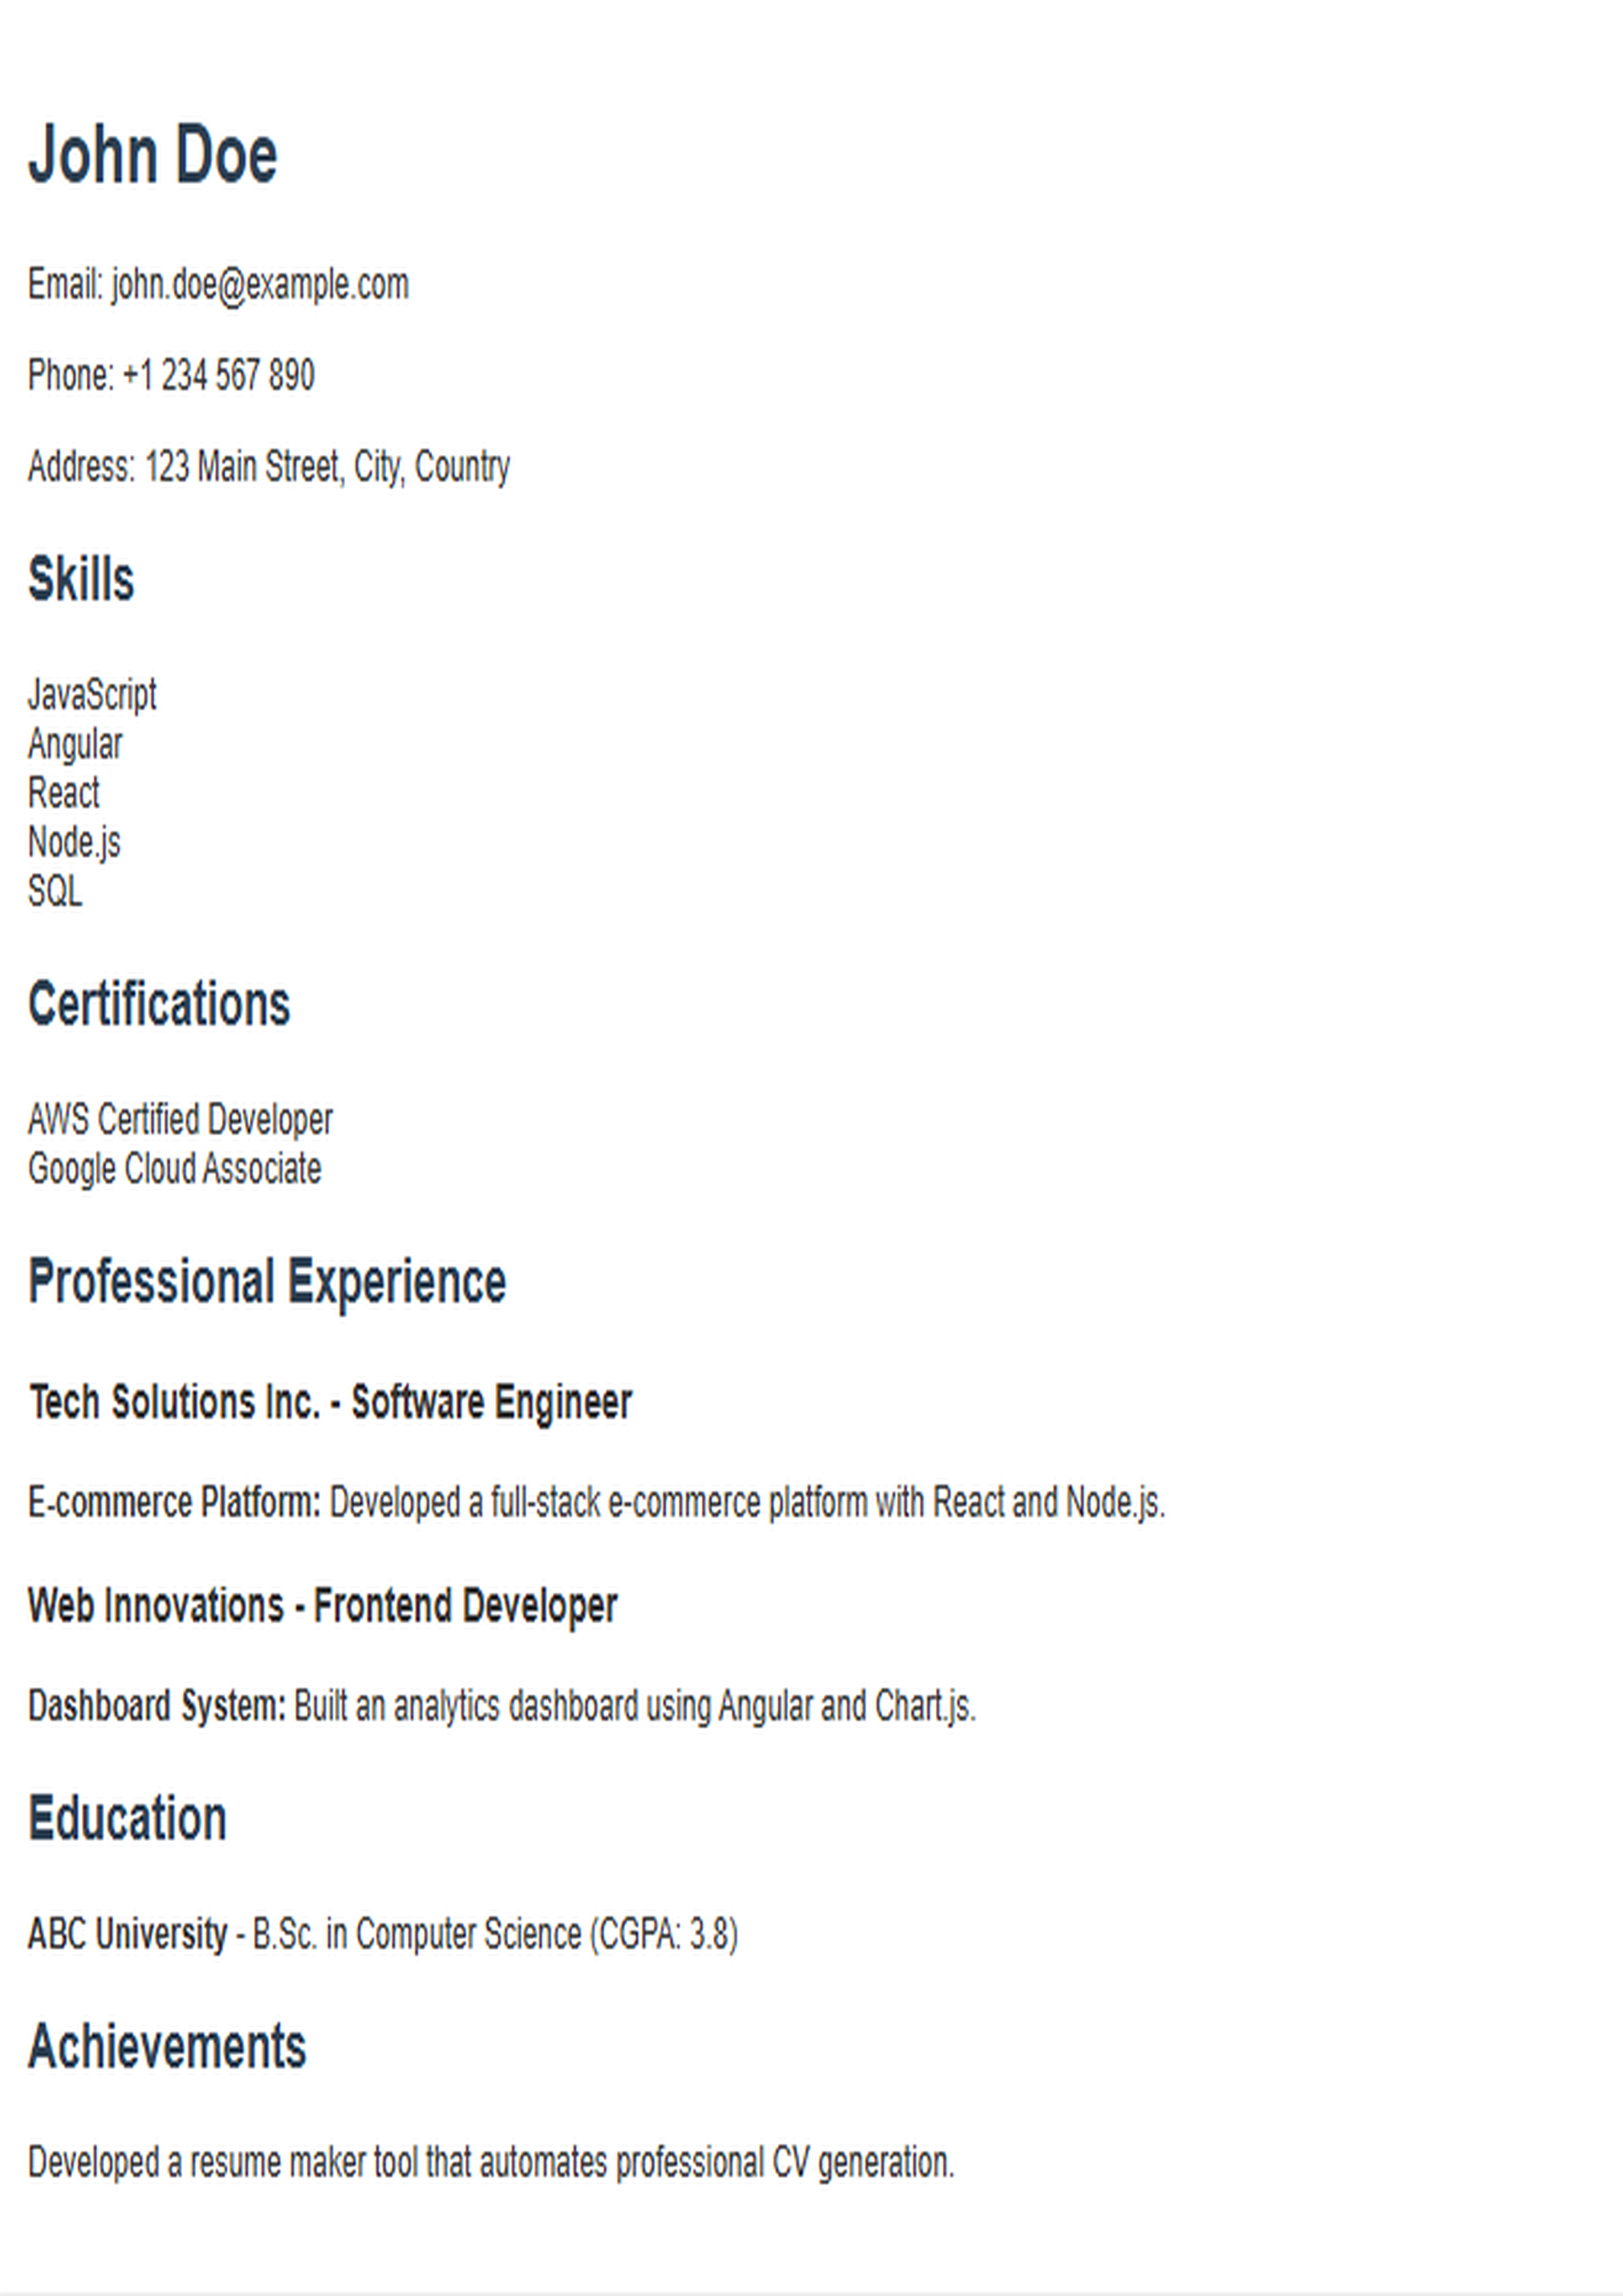 John Doe
Email: john.doe@example.com
Phone: +1 234 567 890
Address: 123 Main Street, City, Country
Skills
JavaScript
Angular
React
Node.js
SQL
Certifications
AWS Certified Developer
Google Cloud Associate
Professional Experience
Tech Solutions Inc. - Software Engineer
E-commerce Platform: Developed a full-stack e-commerce platform with React and Node.js.
Web Innovations - Frontend Developer
Dashboard System: Built an analytics dashboard using Angular and Chart.js.
Education
ABC University - B.Sc. in Computer Science (CGPA: 3.8)
Achievements
Developed a resume maker tool that automates professional CV generation.